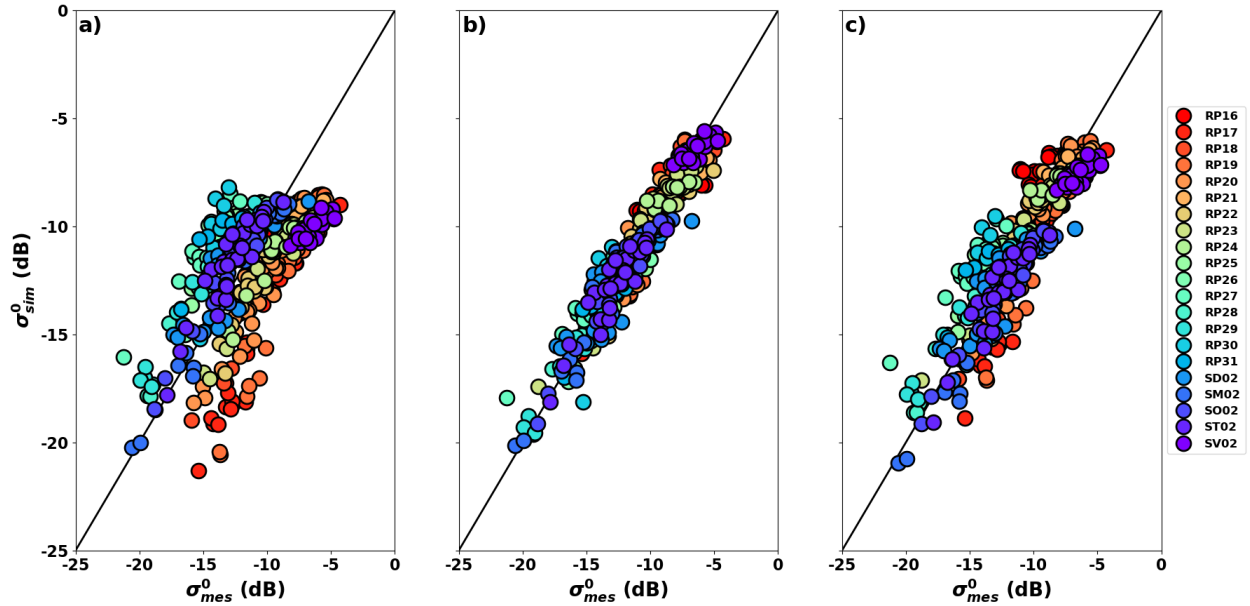 a)
b)
c)
0
-5
-10
-15
-20
-25
σ⁰sim (dB)
-25 -20 -15 -10 -5 0
-25 -20 -15 -10 -5 0
-25 -20 -15 -10 -5 0
σ⁰mes (dB)
σ⁰mes (dB)
σ⁰mes (dB)
RP16
RP17
RP18
RP19
RP20
RP21
RP22
RP23
RP24
RP25
RP26
RP27
RP28
RP29
RP30
RP31
SD02
SM02
SO02
ST02
SV02